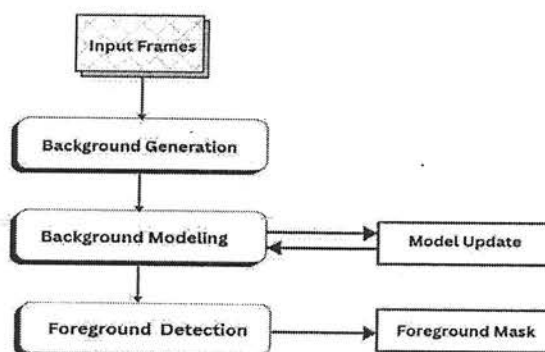 Input Frames
Background Generation
Background Modeling
Model Update
Foreground Detection
Foreground Mask